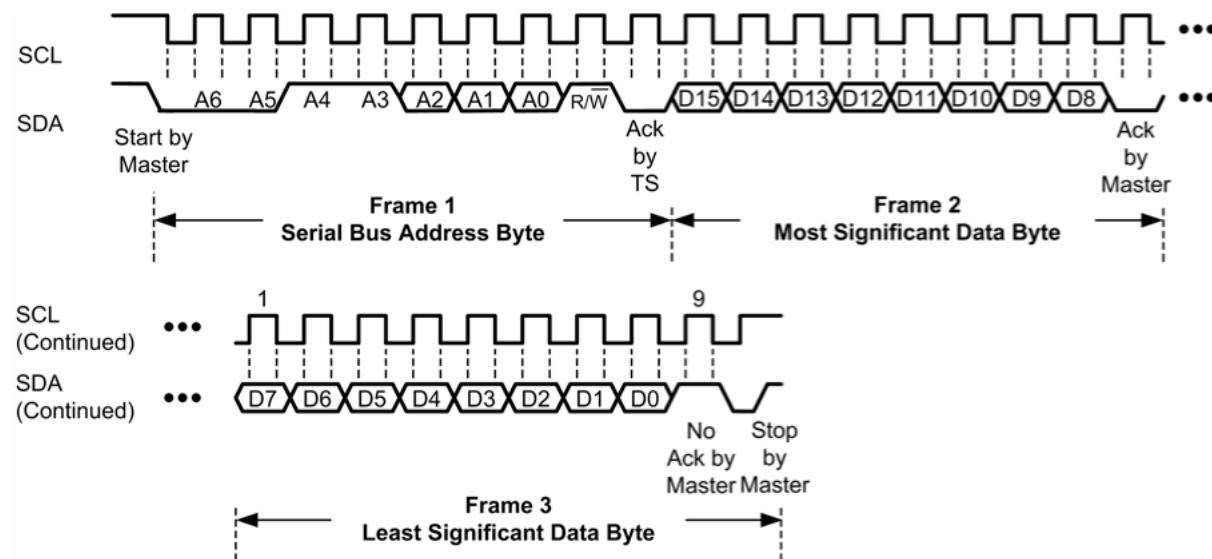 SCL
SDA
A6 A5 A4 A3 A2 A1 A0 R/W̅ D15 D14 D13 D12 D11 D10 D9 D8
Start by
Master
Ack
by
TS
Ack
by
Master
Frame 1
Serial Bus Address Byte
Frame 2
Most Significant Data Byte
1 9
SCL
(Continued)
SDA
(Continued)
D7 D6 D5 D4 D3 D2 D1 D0
No
Ack by
Master
Stop
by
Master
Frame 3
Least Significant Data Byte